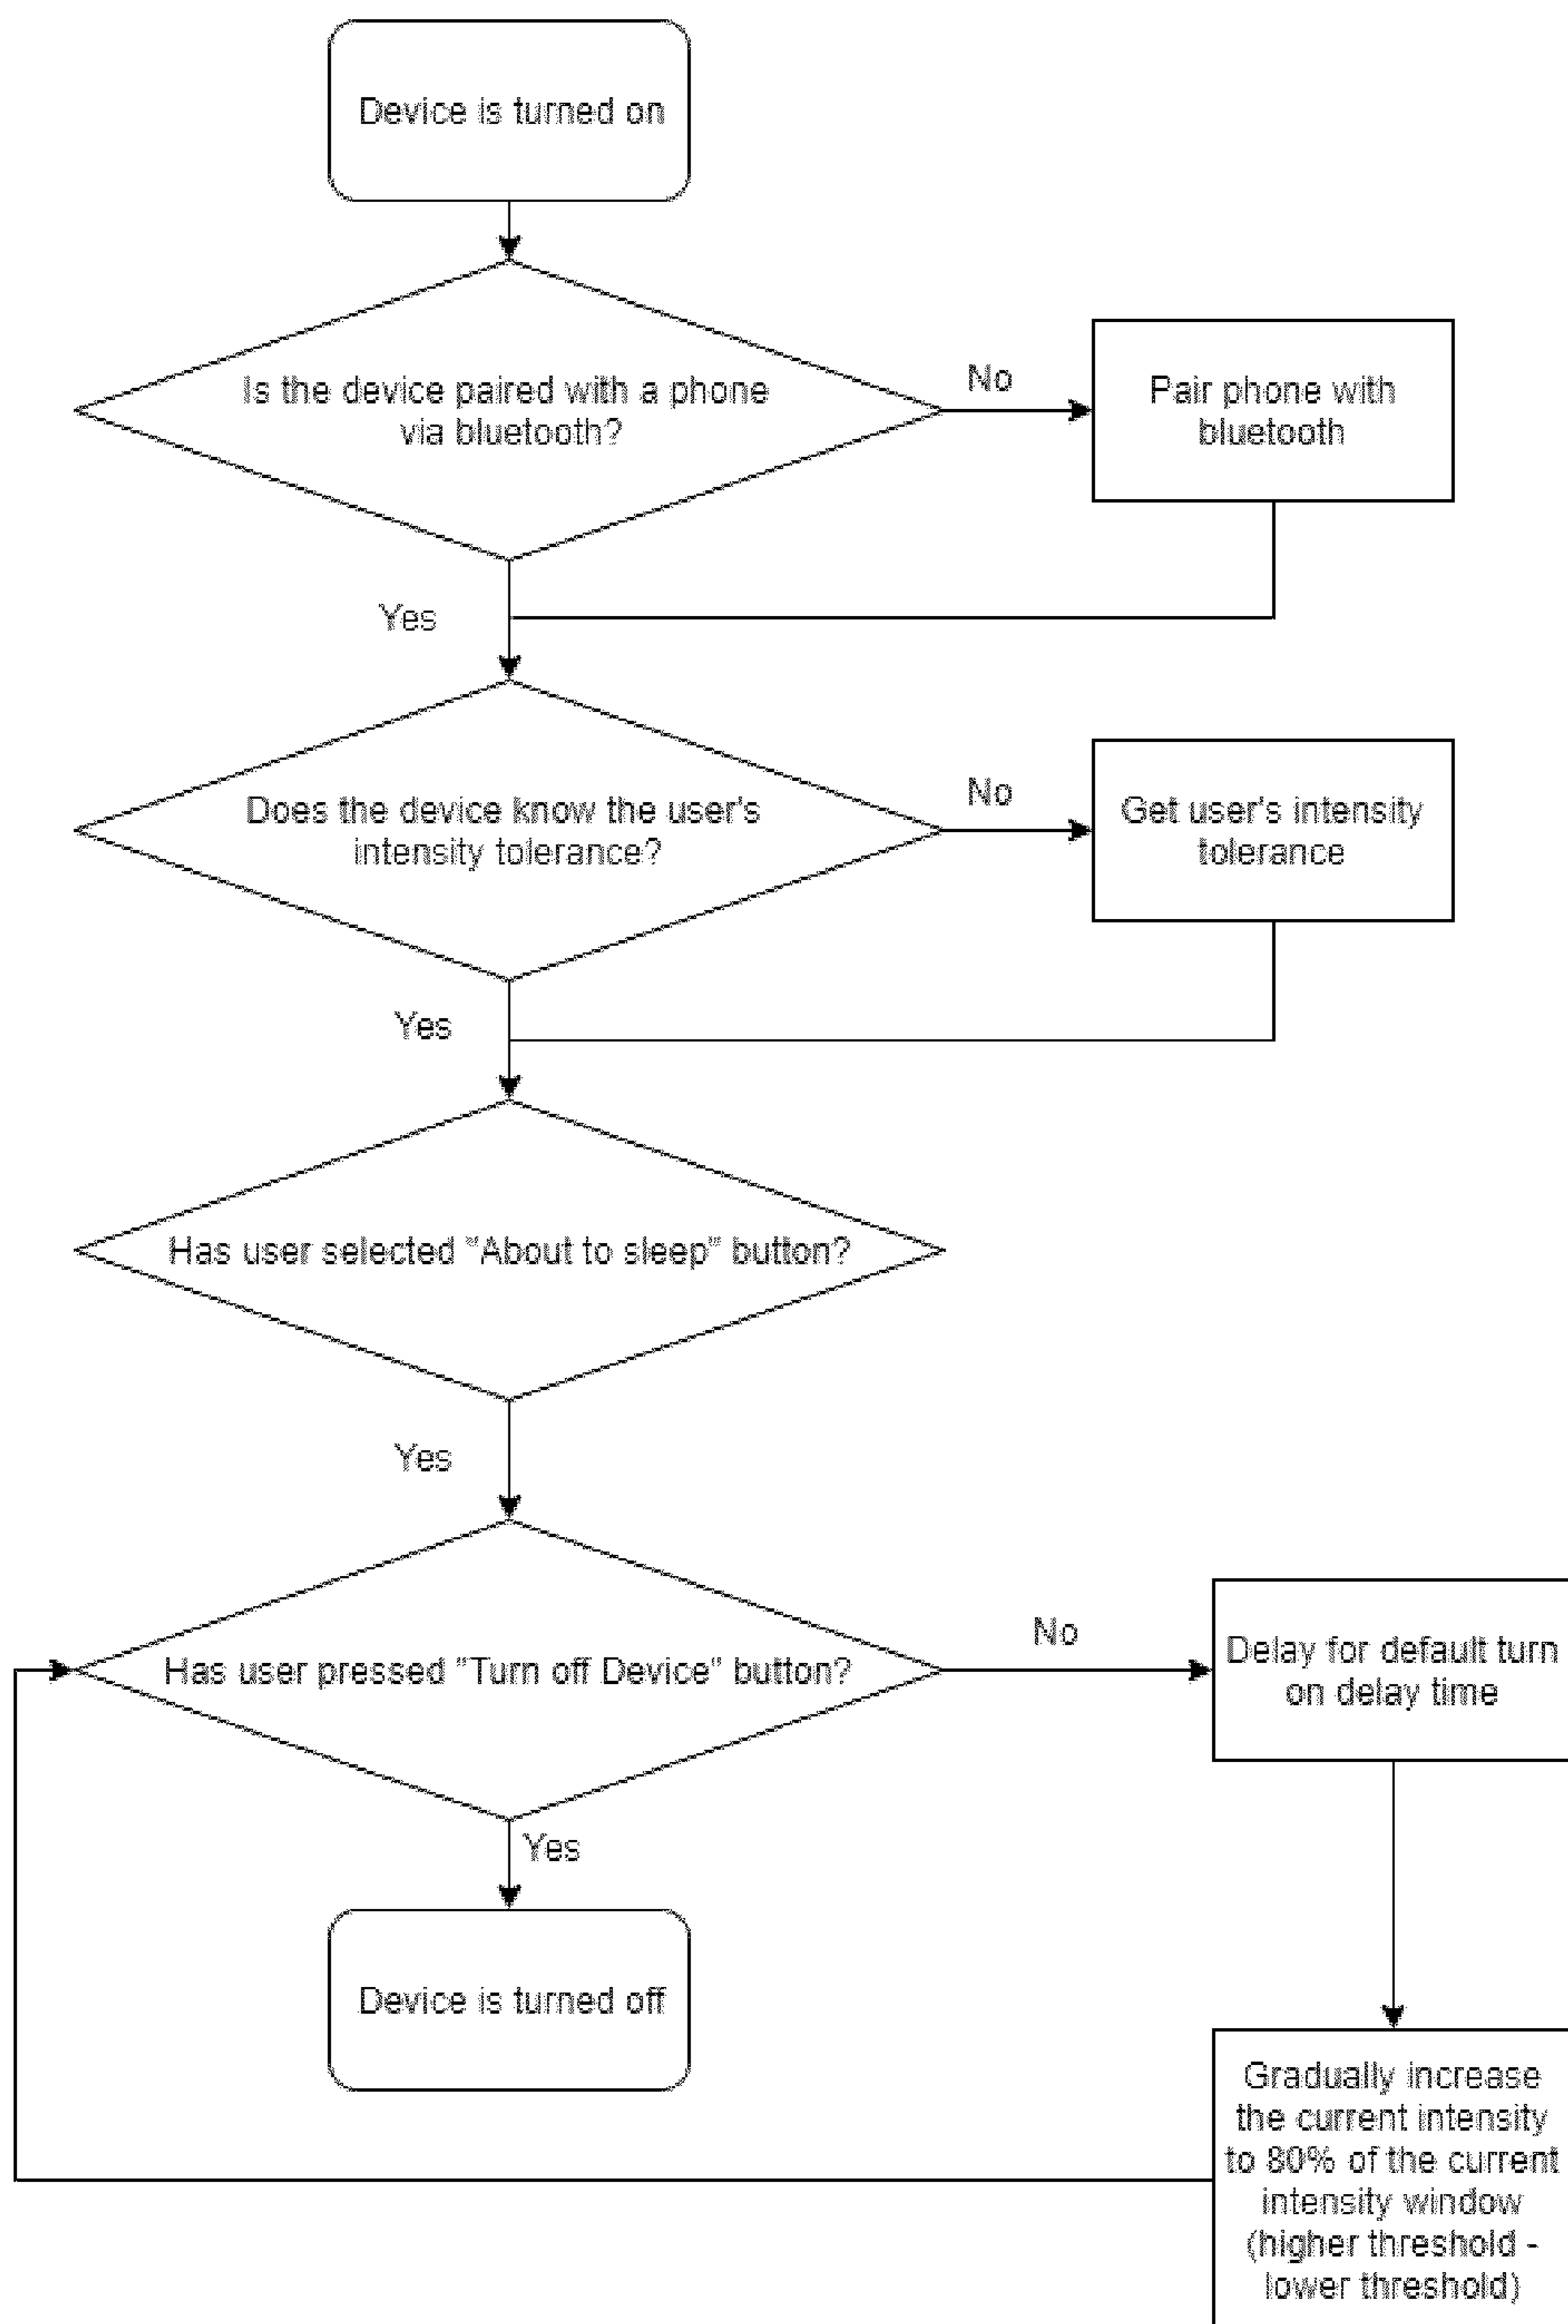 Device is turned on
Is the device paired with a phone
via bluetooth?
No
Pair phone with
bluetooth
Yes
Does the device know the user's
intensity tolerance?
No
Get user's intensity
tolerance
Yes
Has user selected "About to sleep" button?
Yes
Has user pressed "Turn off Device" button?
No
Delay for default turn
on delay time
Yes
Device is turned off
Gradually increase
the current intensity
to 80% of the current
intensity window
(higher threshold -
lower threshold)